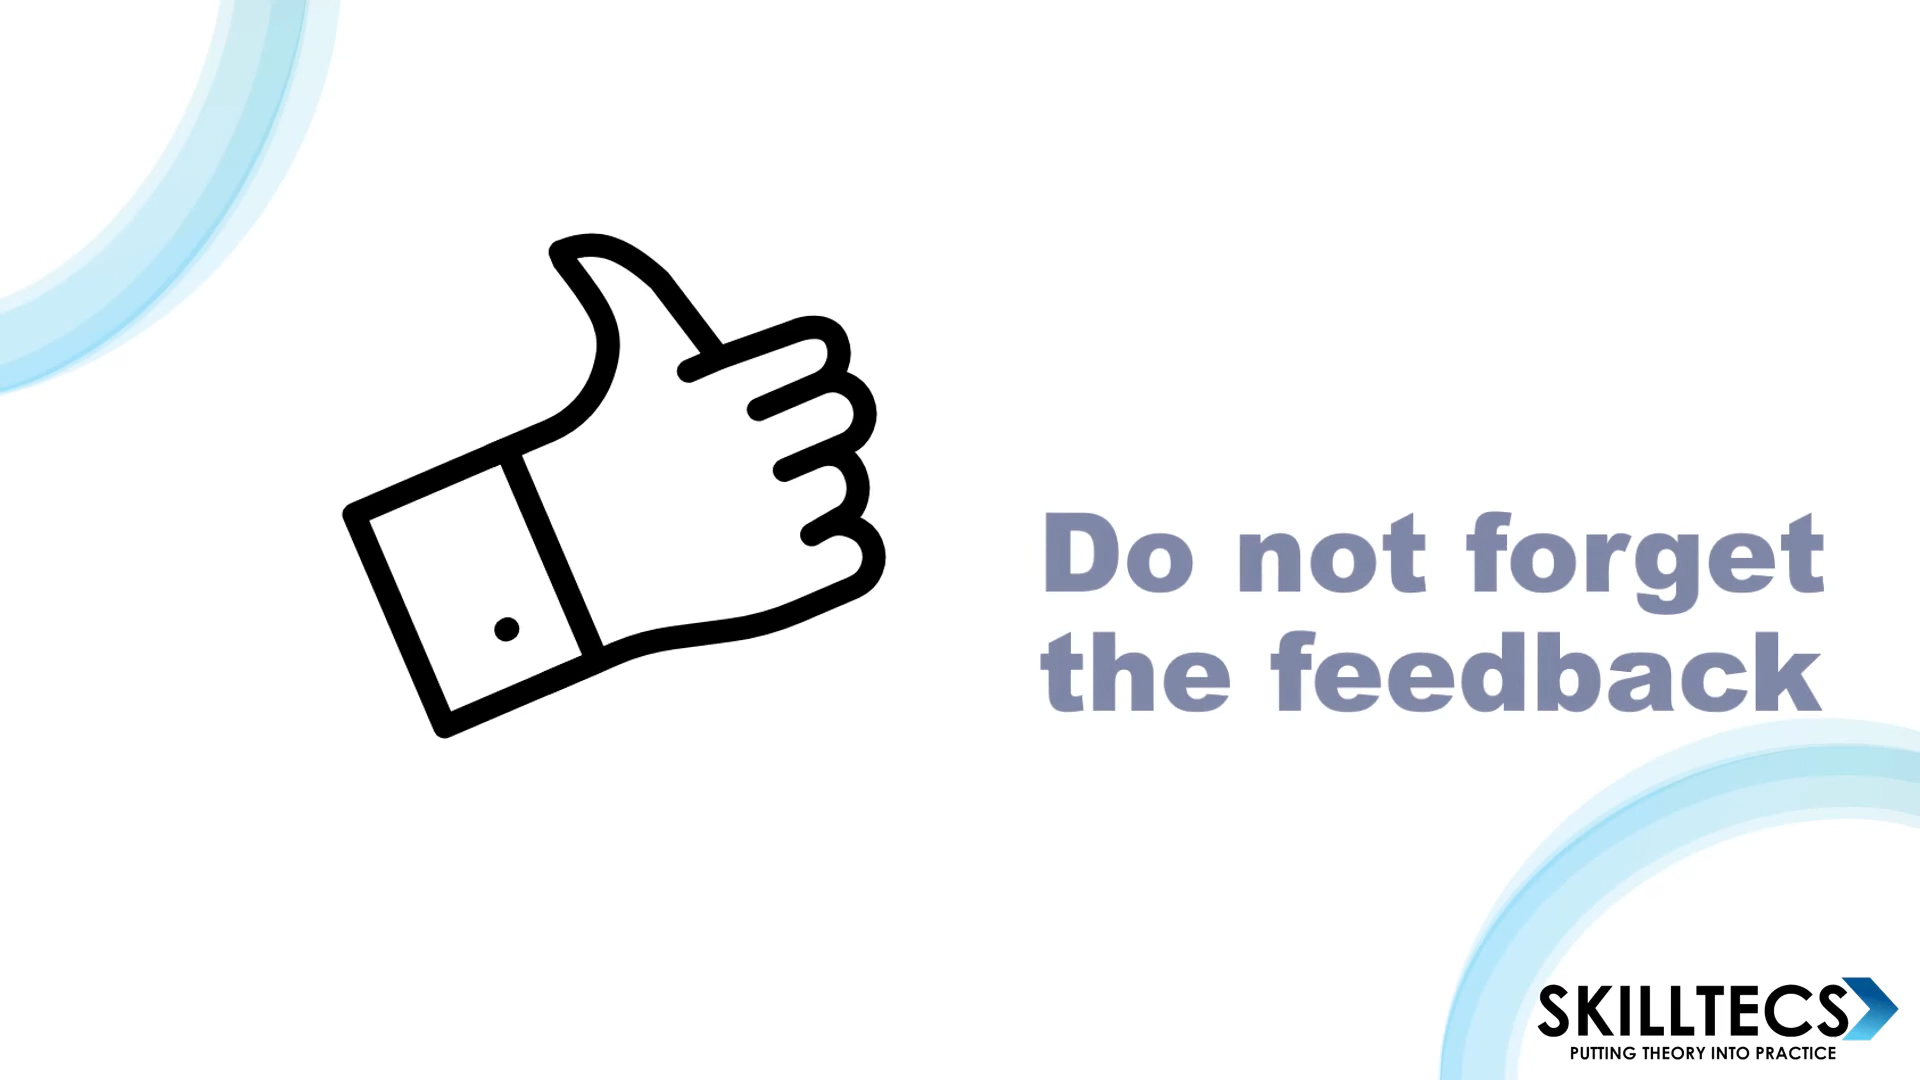 Do not forget
the feedback
SKILLTECS
PUTTING THEORY INTO PRACTICE